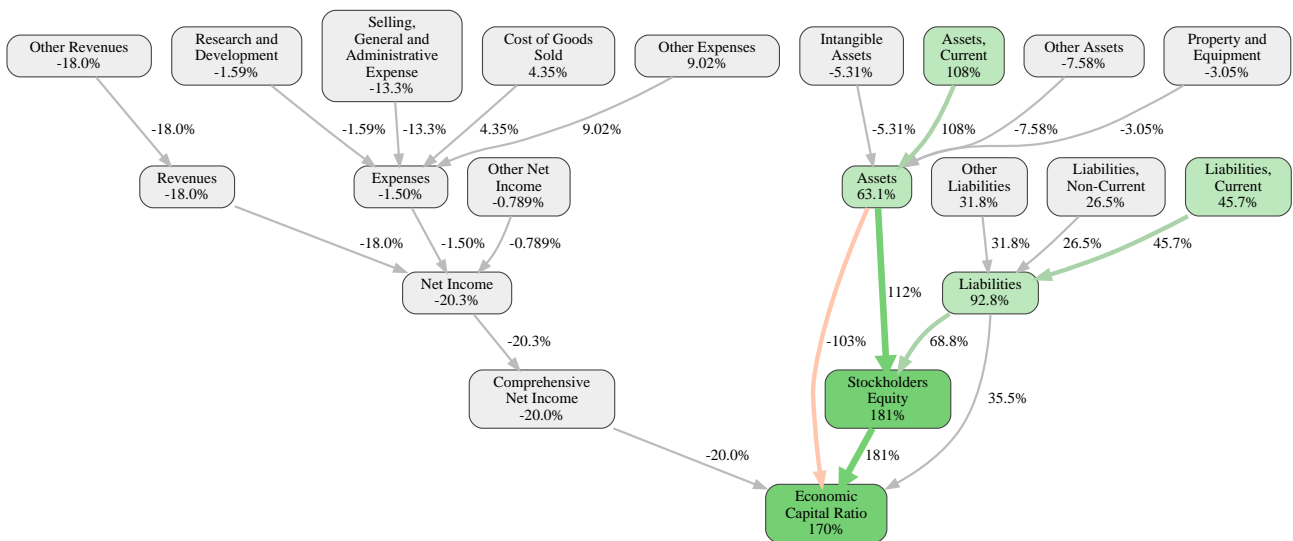 Other Revenues
-18.0%
Research and
Development
-1.59%
Selling,
General and
Administrative
Expense
-13.3%
Cost of Goods
Sold
4.35%
Other Expenses
9.02%
Intangible
Assets
-5.31%
Assets,
Current
108%
Other Assets
-7.58%
Property and
Equipment
-3.05%
-18.0%
-1.59%
-13.3%
4.35%
9.02%
-5.31%
108%
-7.58%
-3.05%
Revenues
-18.0%
Expenses
-1.50%
Other Net
Income
-0.789%
Assets
63.1%
Other
Liabilities
31.8%
Liabilities,
Non-Current
26.5%
Liabilities,
Current
45.7%
-18.0%
-1.50%
-0.789%
31.8%
26.5%
45.7%
Net Income
-20.3%
112%
Liabilities
92.8%
-20.3%
-103%
68.8%
Comprehensive
Net Income
-20.0%
Stockholders
Equity
181%
35.5%
-20.0%
181%
Economic
Capital Ratio
170%